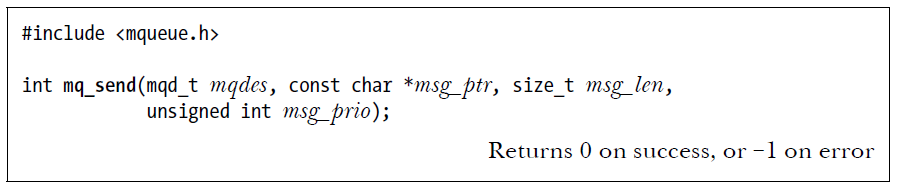 #include <mqueue.h>
int mq_send(mqd_t mqdes, const char *msg_ptr, size_t msg_len,
unsigned int msg_prio);
Returns 0 on success, or –1 on error